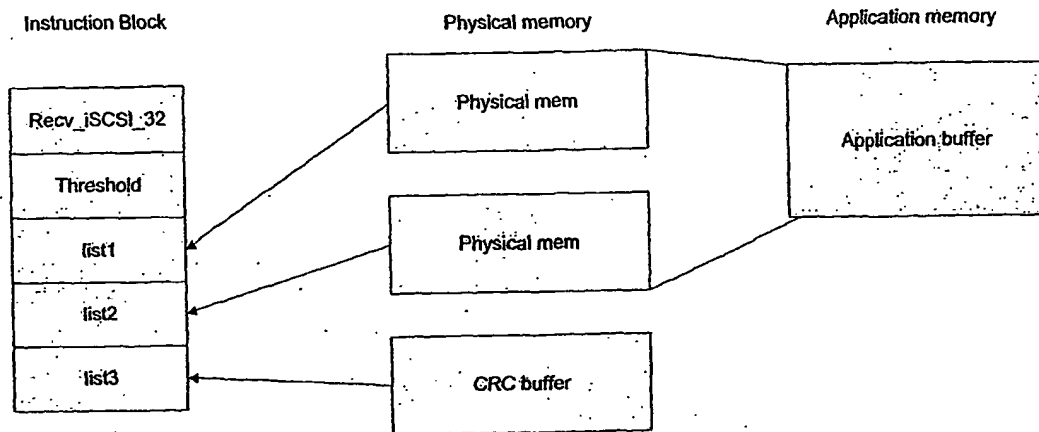 Instruction Block
Physical memory
Application memory
Recv_iSCSI_32
Threshold
list1
list2
list3
Physical mem
Physical mem
CRC buffer
Application buffer